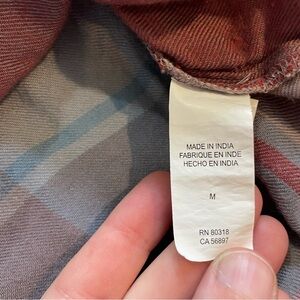 MADE IN INDIA
FABRIQUE EN INDE
HECHO EN INDIA
M
RN 80318
CA 56897